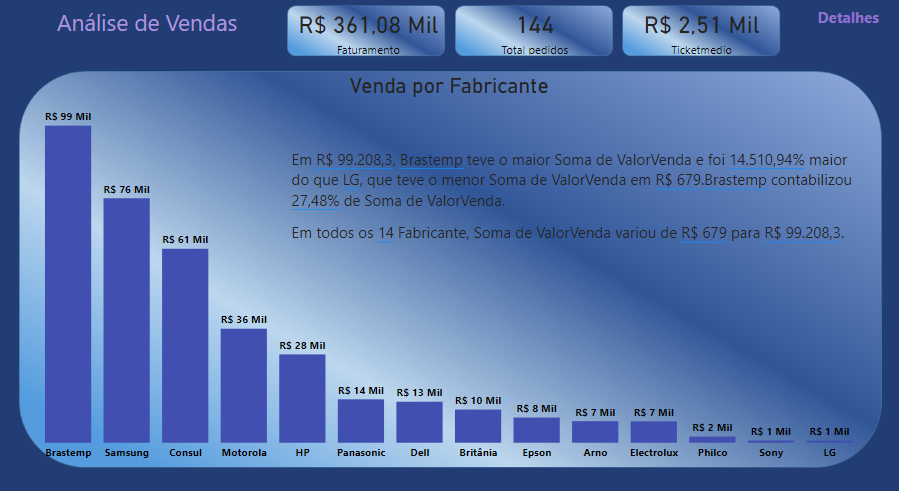 Análise de Vendas
R$ 361,08 Mil
Faturamento
144
Total pedidos
R$ 2,51 Mil
Ticketmedio
Detalhes
Venda por Fabricante
Em R$ 99.208,3, Brastemp teve o maior Soma de ValorVenda e foi 14.510,94% maior
do que LG, que teve o menor Soma de ValorVenda em R$ 679.Brastemp contabilizou
27,48% de Soma de ValorVenda.
Em todos os 14 Fabricante, Soma de ValorVenda variou de R$ 679 para R$ 99.208,3.
R$ 99 Mil
R$ 76 Mil
R$ 61 Mil
R$ 36 Mil
R$ 28 Mil
R$ 14 Mil
R$ 13 Mil
R$ 10 Mil
R$ 8 Mil
R$ 7 Mil
R$ 7 Mil
R$ 2 Mil
R$ 1 Mil
R$ 1 Mil
Brastemp Samsung Consul Motorola HP Panasonic Dell Britânia Epson Arno Electrolux Philco Sony LG